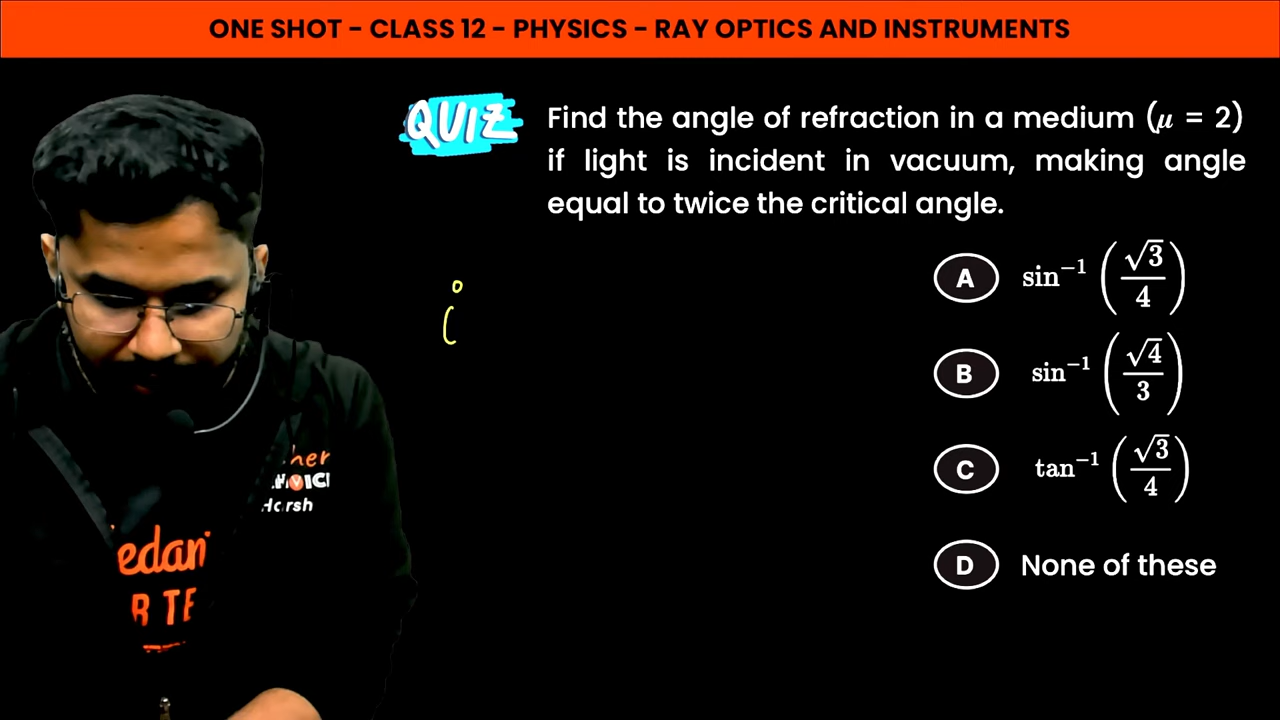 ONE SHOT - CLASS 12 - PHYSICS - RAY OPTICS AND INSTRUMENTS
QUIZ
Find the angle of refraction in a medium (μ = 2)
if light is incident in vacuum, making angle
equal to twice the critical angle.
A sin⁻¹ (√3/4)
B sin⁻¹ (√4/3)
C tan⁻¹ (√3/4)
D None of these
i
Harsh